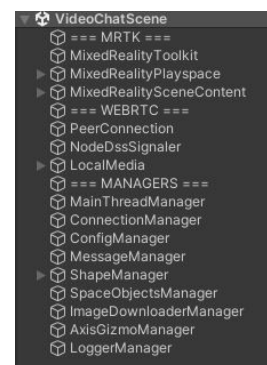 VideoChatScene
=== MRTK ===
MixedRealityToolkit
MixedRealityPlayspace
MixedRealitySceneContent
=== WEBRTC ===
PeerConnection
NodeDssSignaler
LocalMedia
=== MANAGERS ===
MainThreadManager
ConnectionManager
ConfigManager
MessageManager
ShapeManager
SpaceObjectsManager
ImageDownloaderManager
AxisGizmoManager
LoggerManager